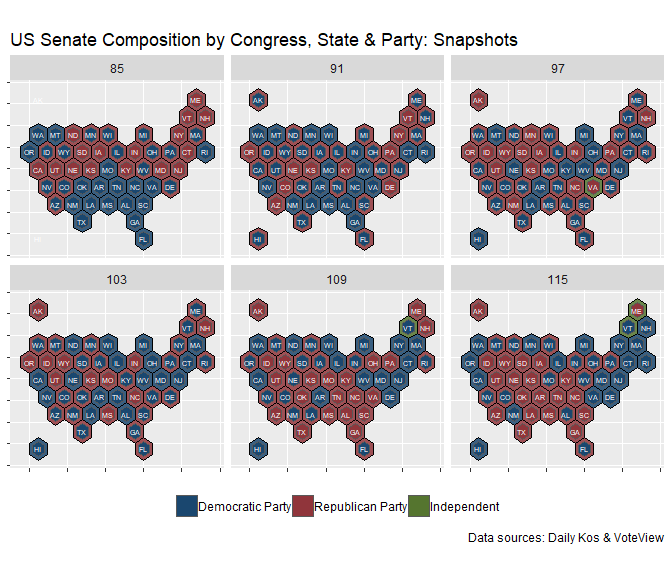 US Senate Composition by Congress, State & Party: Snapshots
85
ME
VT NH
WA MT ND MN WI MI NY MA
OR ID WY SD IA IL IN OH PA CT RI
CA UT NE KS MO KY WV MD NJ
NV CO OK AR TN NC VA DE
AZ NM LA MS AL SC
TX GA
FL
91
AK ME
VT NH
WA MT ND MN WI MI NY MA
OR ID WY SD IA IL IN OH PA CT RI
CA UT NE KS MO KY WV MD NJ
NV CO OK AR TN NC VA DE
AZ NM LA MS AL SC
TX GA
HI FL
97
AK ME
VT NH
WA MT ND MN WI MI NY MA
OR ID WY SD IA IL IN OH PA CT RI
CA UT NE KS MO KY WV MD NJ
NV CO OK AR TN NC VA DE
AZ NM LA MS AL SC
TX GA
HI FL
103
AK ME
VT NH
WA MT ND MN WI MI NY MA
OR ID WY SD IA IL IN OH PA CT RI
CA UT NE KS MO KY WV MD NJ
NV CO OK AR TN NC VA DE
AZ NM LA MS AL SC
TX GA
HI FL
109
AK ME
VT NH
WA MT ND MN WI MI NY MA
OR ID WY SD IA IL IN OH PA CT RI
CA UT NE KS MO KY WV MD NJ
NV CO OK AR TN NC VA DE
AZ NM LA MS AL SC
TX GA
HI FL
115
AK ME
VT NH
WA MT ND MN WI MI NY MA
OR ID WY SD IA IL IN OH PA CT RI
CA UT NE KS MO KY WV MD NJ
NV CO OK AR TN NC VA DE
AZ NM LA MS AL SC
TX GA
HI FL
Democratic Party Republican Party Independent
Data sources: Daily Kos & VoteView